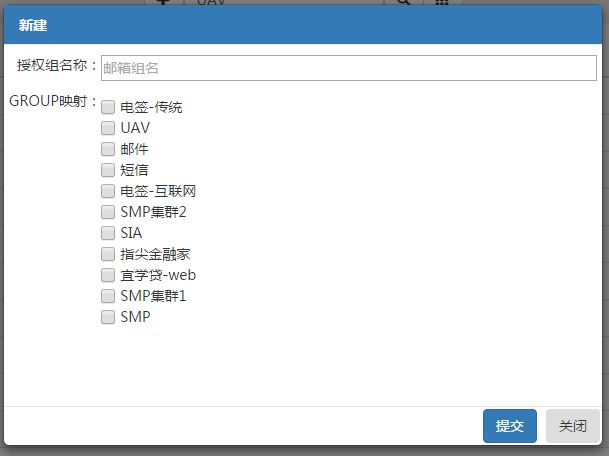 UAV
新建
授权组名称：
邮箱组名
GROUP映射：
电签-传统
UAV
邮件
短信
电签-互联网
SMP集群2
SIA
指尖金融家
宜学贷-web
SMP集群1
SMP
提交
关闭